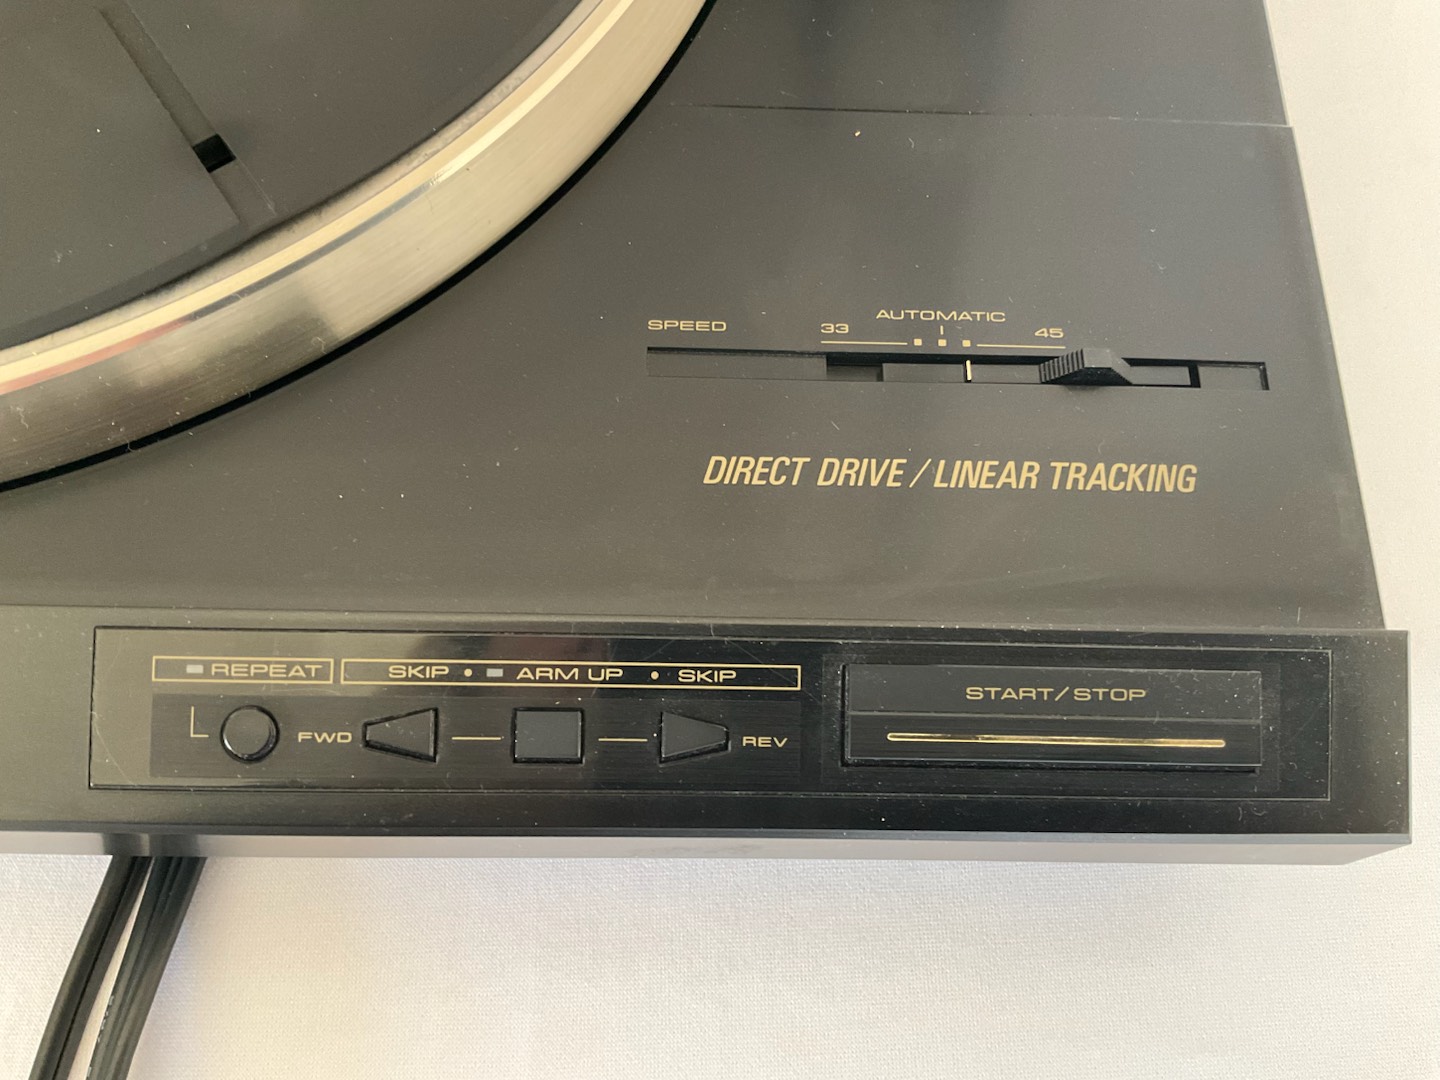 SPEED 33 AUTOMATIC 45
DIRECT DRIVE / LINEAR TRACKING
REPEAT SKIP • ARM UP • SKIP
START/STOP
FWD REV